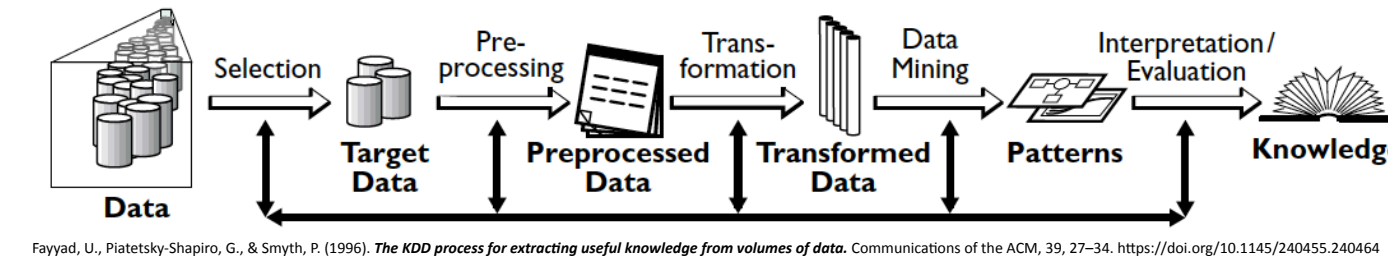 Selection
Pre-
processing
Trans-
formation
Data
Mining
Interpretation/
Evaluation
Data
Target
Data
Preprocessed
Data
Transformed
Data
Patterns
Knowledge
Fayyad, U., Piatetsky-Shapiro, G., & Smyth, P. (1996). The KDD process for extracting useful knowledge from volumes of data. Communications of the ACM, 39, 27–34. https://doi.org/10.1145/240455.240464